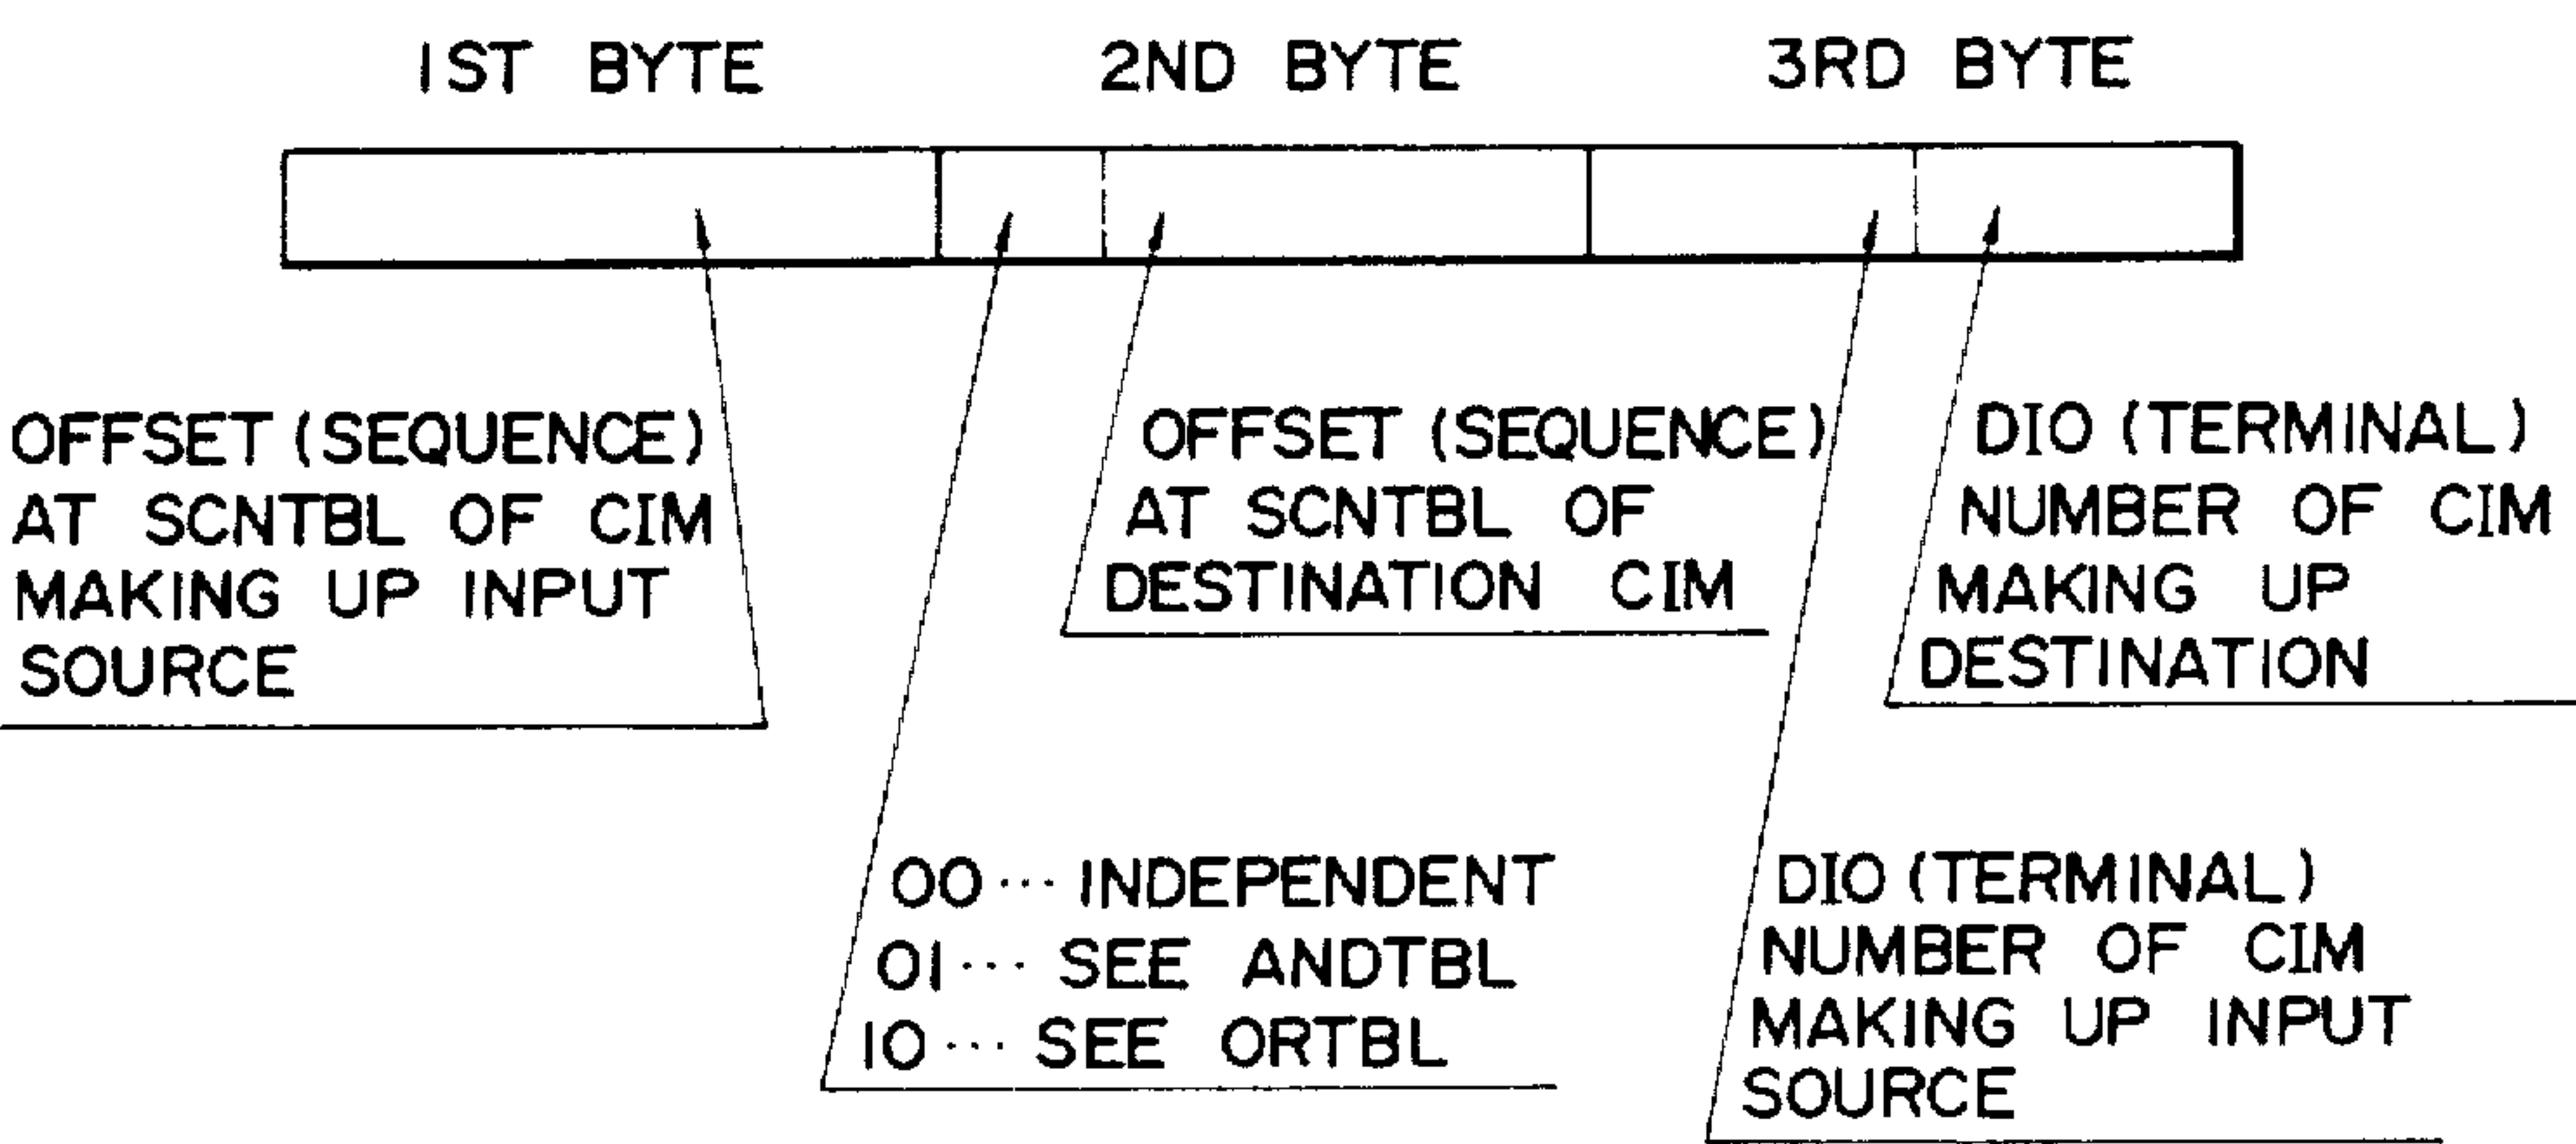 1ST BYTE 2ND BYTE 3RD BYTE
OFFSET (SEQUENCE)
AT SCNTBL OF CIM
MAKING UP INPUT
SOURCE
OFFSET (SEQUENCE)
AT SCNTBL OF
DESTINATION CIM
DIO (TERMINAL)
NUMBER OF CIM
MAKING UP
DESTINATION
00··· INDEPENDENT
01··· SEE ANDTBL
10··· SEE ORTBL
DIO (TERMINAL)
NUMBER OF CIM
MAKING UP INPUT
SOURCE